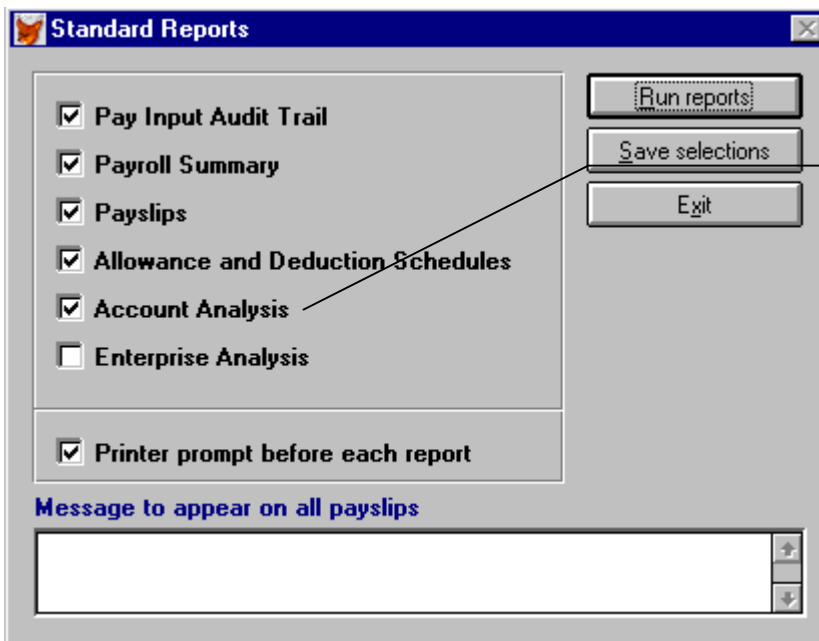 Standard Reports
Pay Input Audit Trail
Payroll Summary
Payslips
Allowance and Deduction Schedules
Account Analysis
Enterprise Analysis
Printer prompt before each report
Run reports
Save selections
Exit
Message to appear on all payslips